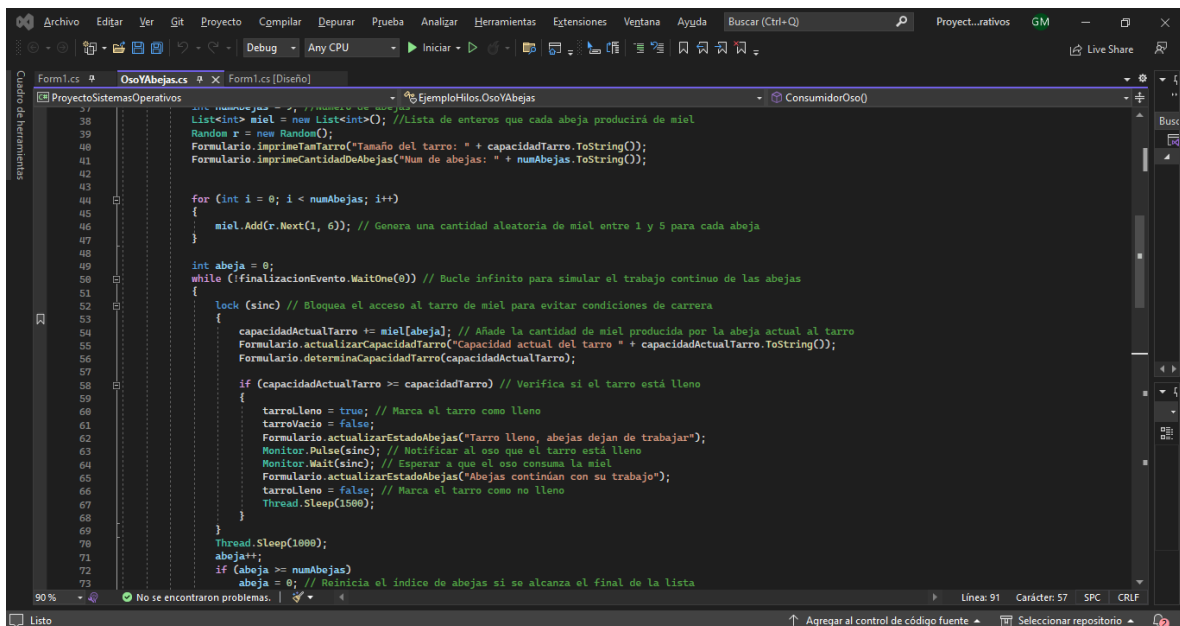 Archivo Editar Ver Git Proyecto Compilar Depurar Prueba Analizar Herramientas Extensiones Ventana Ayuda Buscar (Ctrl+Q) Proyect...rativos GM
Debug Any CPU Iniciar Live Share
Form1.cs OsoYAbejas.cs Form1.cs [Diseño]
ProyectoSistemasOperativos EjemploHilos.OsoYAbejas ConsumidorOso()
Cuadro de herramientas
Busc
37 int numAbejas = 5; //Numero de abejas
38 List<int> miel = new List<int>(); //Lista de enteros que cada abeja producirá de miel
39 Random r = new Random();
40 Formulario.imprimeTamTarro("Tamaño del tarro: " + capacidadTarro.ToString());
41 Formulario.imprimeCantidadDeAbejas("Num de abejas: " + numAbejas.ToString());
42
43
44 for (int i = 0; i < numAbejas; i++)
45 {
46 miel.Add(r.Next(1, 6)); // Genera una cantidad aleatoria de miel entre 1 y 5 para cada abeja
47 }
48
49 int abeja = 0;
50 while (!finalizacionEvento.WaitOne(0)) // Bucle infinito para simular el trabajo continuo de las abejas
51 {
52 lock (sinc) // Bloquea el acceso al tarro de miel para evitar condiciones de carrera
53 {
54 capacidadActualTarro += miel[abeja]; // Añade la cantidad de miel producida por la abeja actual al tarro
55 Formulario.actualizarCapacidadTarro("Capacidad actual del tarro " + capacidadActualTarro.ToString());
56 Formulario.determinaCapacidadTarro(capacidadActualTarro);
57
58 if (capacidadActualTarro >= capacidadTarro) // Verifica si el tarro está lleno
59 {
60 tarroLleno = true; // Marca el tarro como lleno
61 tarroVacio = false;
62 Formulario.actualizarEstadoAbejas("Tarro lleno, abejas dejan de trabajar");
63 Monitor.Pulse(sinc); // Notificar al oso que el tarro está lleno
64 Monitor.Wait(sinc); // Esperar a que el oso consuma la miel
65 Formulario.actualizarEstadoAbejas("Abejas continúan con su trabajo");
66 tarroLleno = false; // Marca el tarro como no lleno
67 Thread.Sleep(1500);
68 }
69 }
70 Thread.Sleep(1000);
71 abeja++;
72 if (abeja >= numAbejas)
73 abeja = 0; // Reinicia el índice de abejas si se alcanza el final de la lista
90 % No se encontraron problemas. Línea: 91 Carácter: 57 SPC CRLF
Listo Agregar al control de código fuente Seleccionar repositorio 2